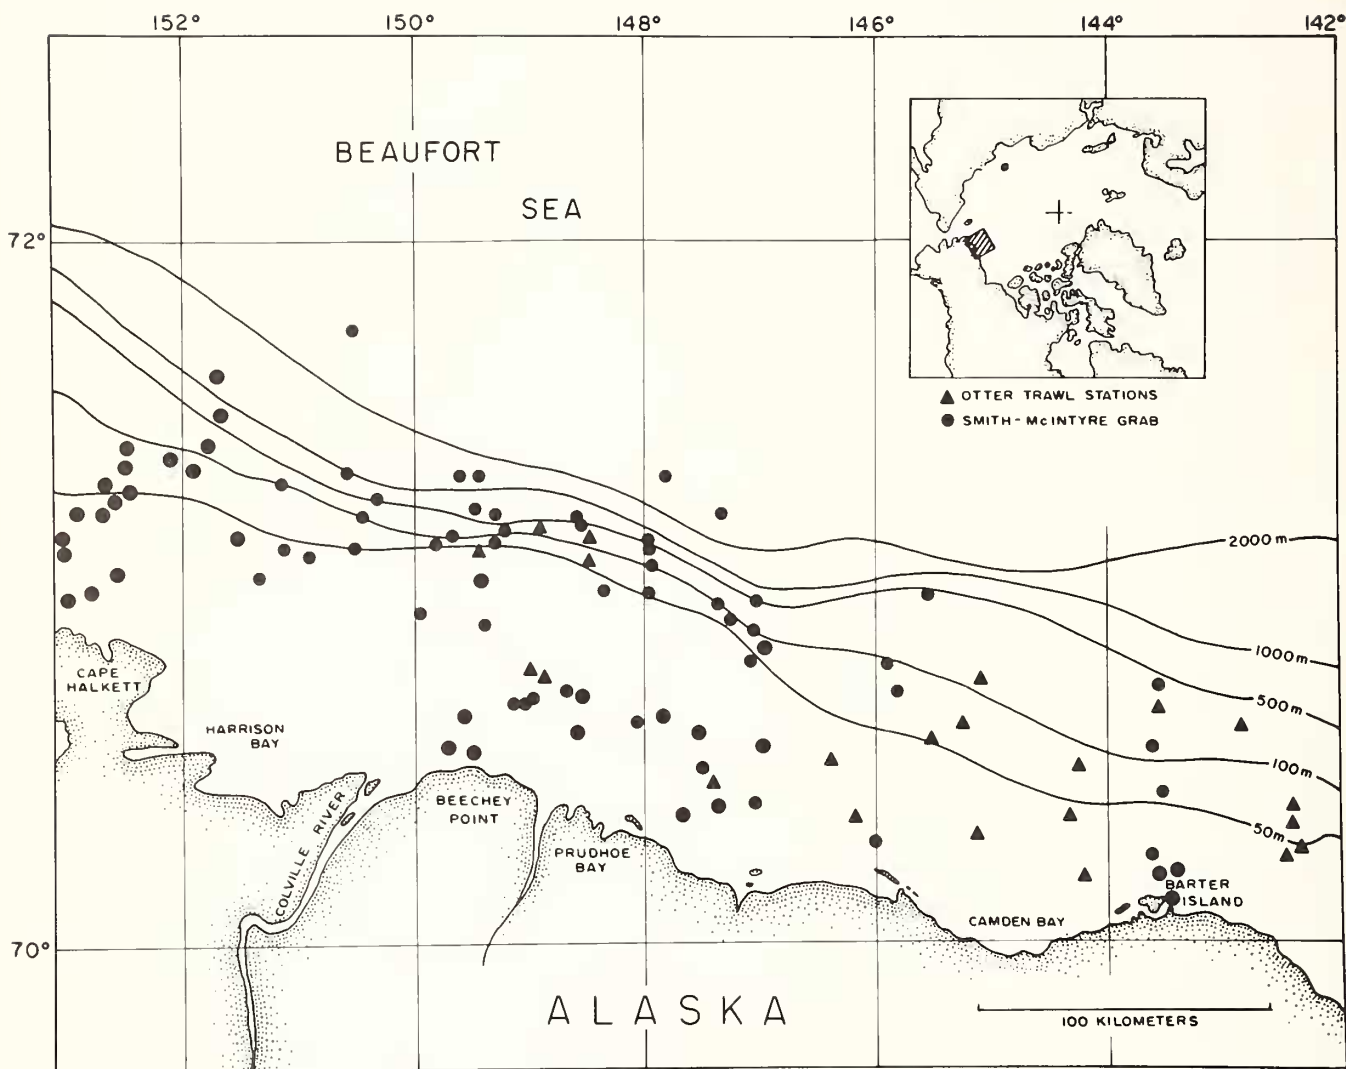 152° 150° 148° 146° 144° 142°
BEAUFORT
SEA
72°
OTTER TRAWL STATIONS
SMITH-McINTYRE GRAB
2000 m
1000 m
500 m
100 m
50 m
CAPE
HALKETT
HARRISON
BAY
COLVILLE RIVER
BEECHEY
POINT
PRUDHOE
BAY
CAMDEN BAY
BARTER
ISLAND
70°
ALASKA
100 KILOMETERS